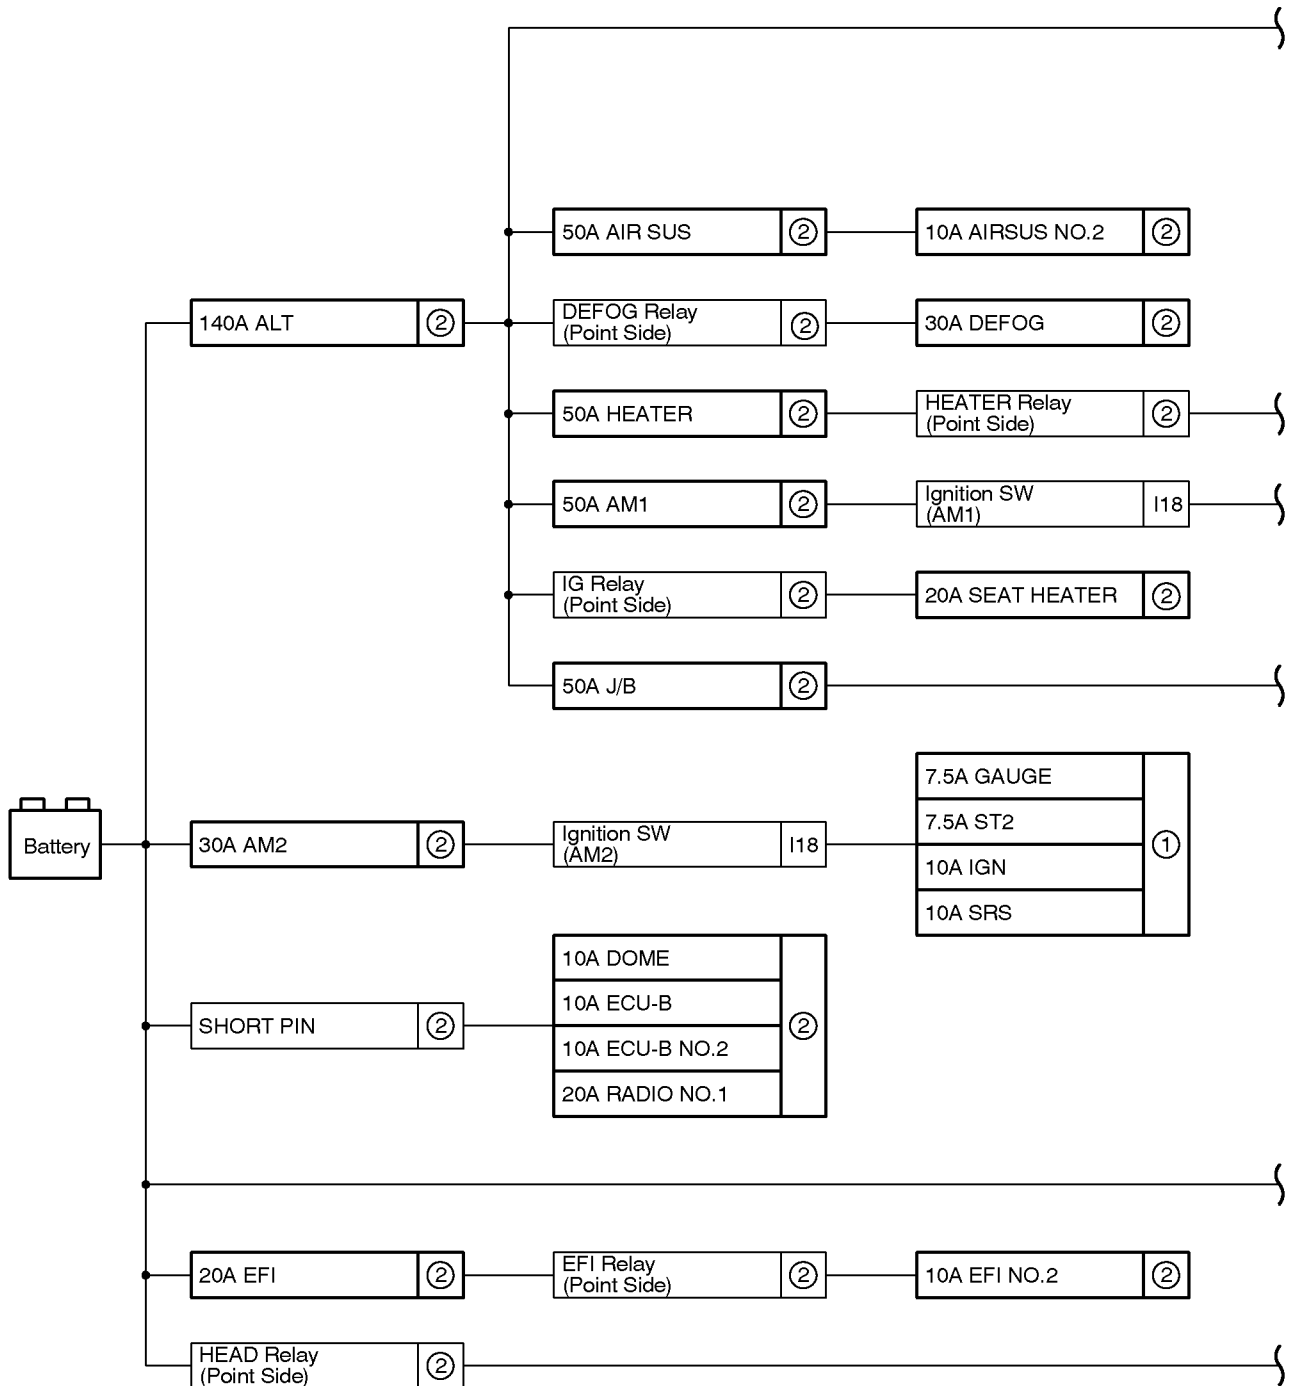 50A AIR SUS ② 10A AIRSUS NO.2 ②
140A ALT ② DEFOG Relay ② 30A DEFOG ②
(Point Side)
50A HEATER ② HEATER Relay ②
(Point Side)
50A AM1 ② Ignition SW I18
(AM1)
IG Relay ② 20A SEAT HEATER ②
(Point Side)
50A J/B ②
7.5A GAUGE
7.5A ST2
10A IGN
10A SRS
①
Battery 30A AM2 ② Ignition SW I18
(AM2)
10A DOME
10A ECU-B
10A ECU-B NO.2
20A RADIO NO.1
②
SHORT PIN ②
20A EFI ② EFI Relay ② 10A EFI NO.2 ②
(Point Side)
HEAD Relay ②
(Point Side)